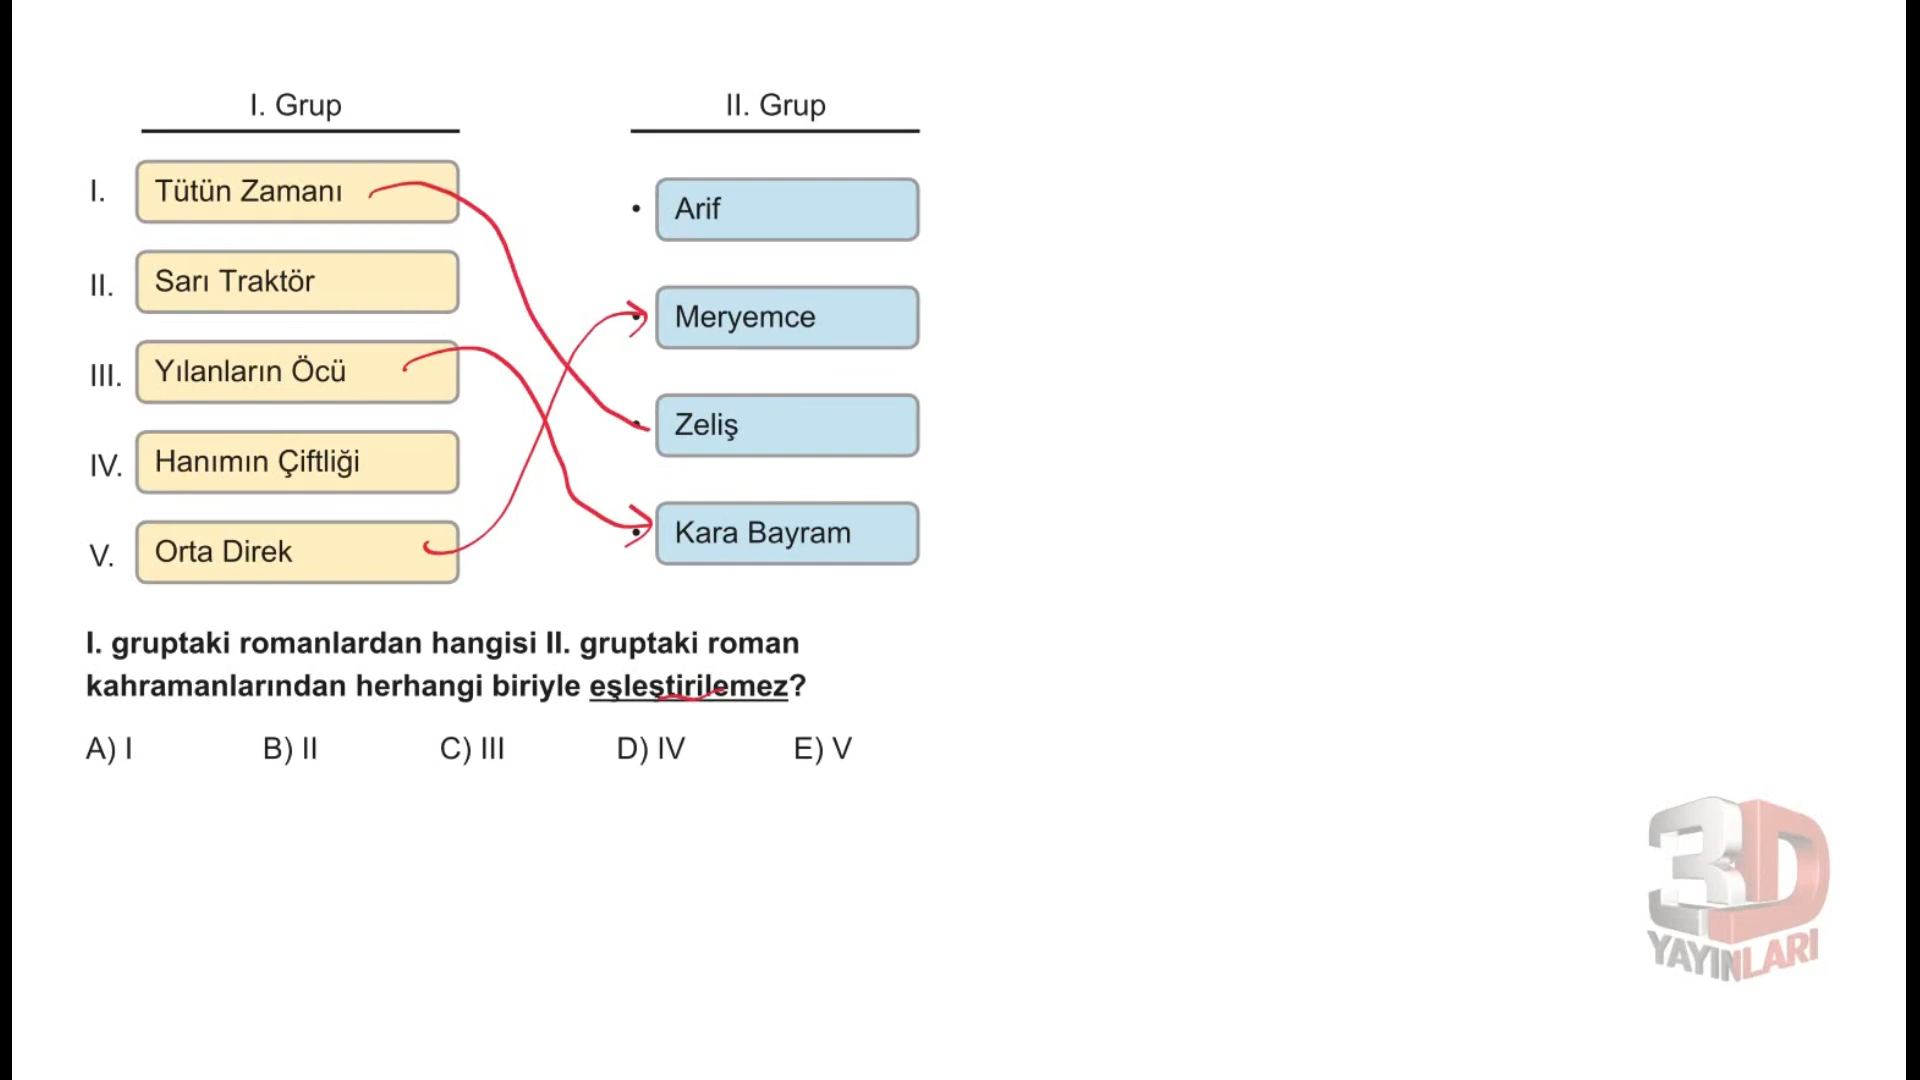 I. Grup
II. Grup
I. Tütün Zamanı
II. Sarı Traktör
III. Yılanların Öcü
IV. Hanımın Çiftliği
V. Orta Direk
• Arif
• Meryemce
• Zeliş
• Kara Bayram
I. gruptaki romanlardan hangisi II. gruptaki roman
kahramanlarından herhangi biriyle eşleştirilemez?
A) I B) II C) III D) IV E) V
3D
YAYINLARI